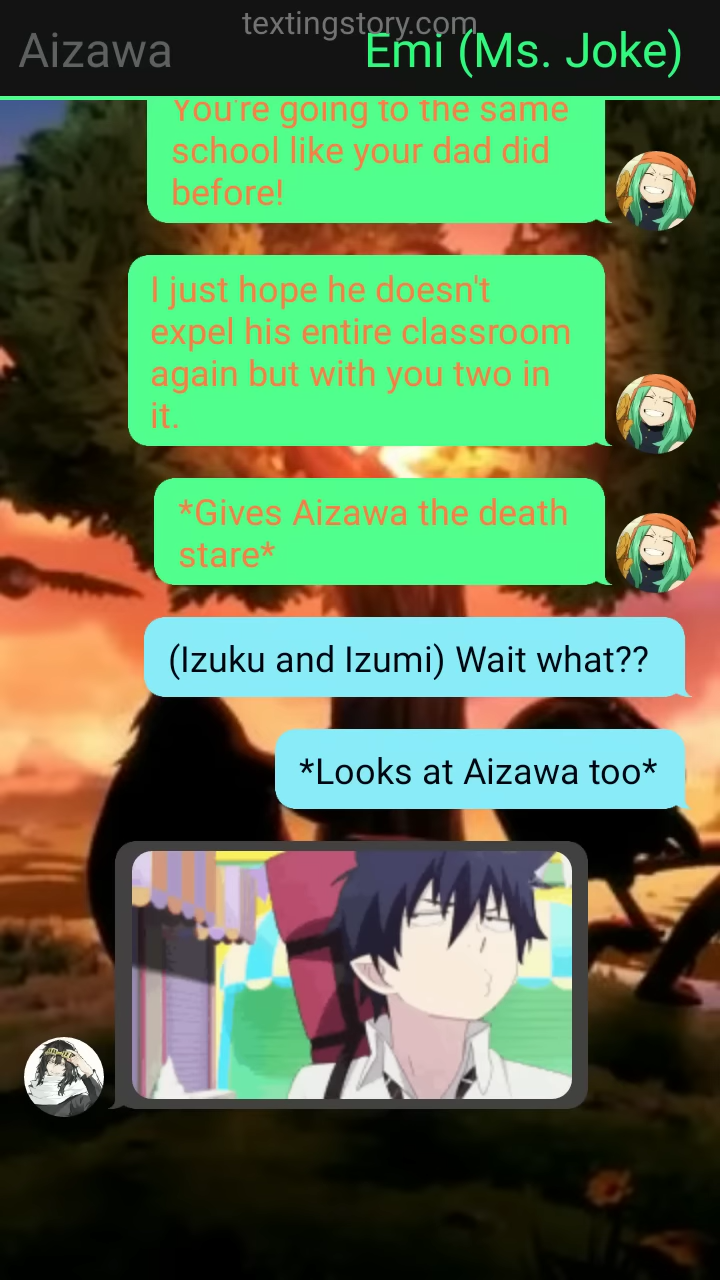 textingstory.com
Aizawa
Emi (Ms. Joke)
You're going to the same
school like your dad did
before!
I just hope he doesn't
expel his entire classroom
again but with you two in
it.
*Gives Aizawa the death
stare*
(Izuku and Izumi) Wait what??
*Looks at Aizawa too*